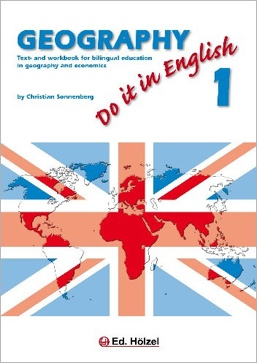 GEOGRAPHY
Do it in English
Text- and workbook for bilingual education
in geography and economics
1
by Christian Sonnenberg
Ed. Hölzel